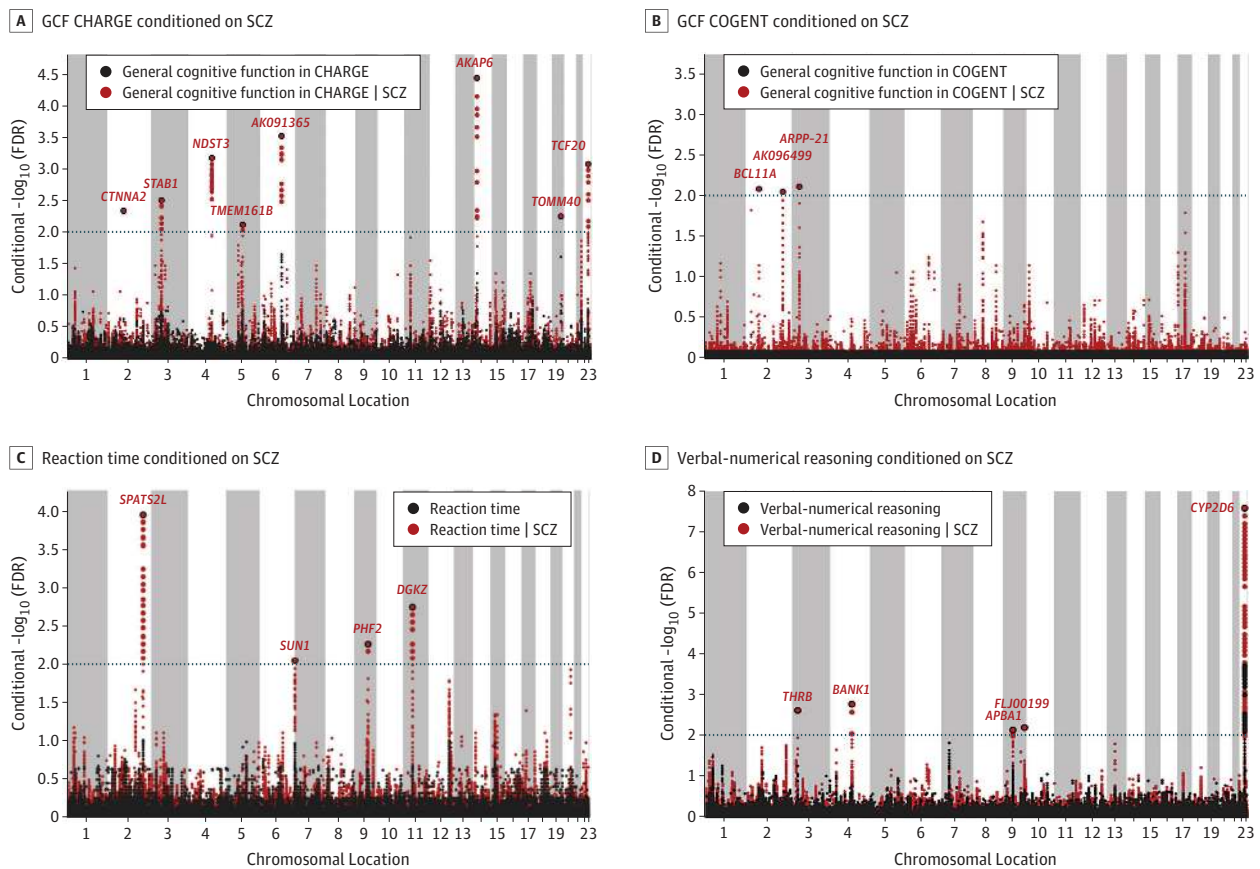 A GCF CHARGE conditioned on SCZ
4.5
4.0
3.5
3.0
2.5
2.0
1.5
1.0
0.5
0
Conditional -log10 (FDR)
General cognitive function in CHARGE
General cognitive function in CHARGE | SCZ
CTNNA2
STAB1
NDST3
TMEM161B
AK091365
AKAP6
TOMM40
TCF20
1 2 3 4 5 6 7 8 9 10 11 12 13 15 17 19 23
Chromosomal Location
B GCF COGENT conditioned on SCZ
3.5
3.0
2.5
2.0
1.5
1.0
0.5
0
Conditional -log10 (FDR)
General cognitive function in COGENT
General cognitive function in COGENT | SCZ
ARPP-21
AK096499
BCL11A
1 2 3 4 5 6 7 8 9 10 11 12 13 15 17 19 23
Chromosomal Location
C Reaction time conditioned on SCZ
4.0
3.5
3.0
2.5
2.0
1.5
1.0
0.5
0
Conditional -log10 (FDR)
Reaction time
Reaction time | SCZ
SPATS2L
SUN1
PHF2
DGKZ
1 2 3 4 5 6 7 8 9 10 11 12 13 15 17 19 23
Chromosomal Location
D Verbal-numerical reasoning conditioned on SCZ
8
7
6
5
4
3
2
1
0
Conditional -log10 (FDR)
Verbal-numerical reasoning
Verbal-numerical reasoning | SCZ
CYP2D6
THRB
BANK1
FLJ00199
APBA1
1 2 3 4 5 6 7 8 9 10 11 12 13 15 17 19 23
Chromosomal Location